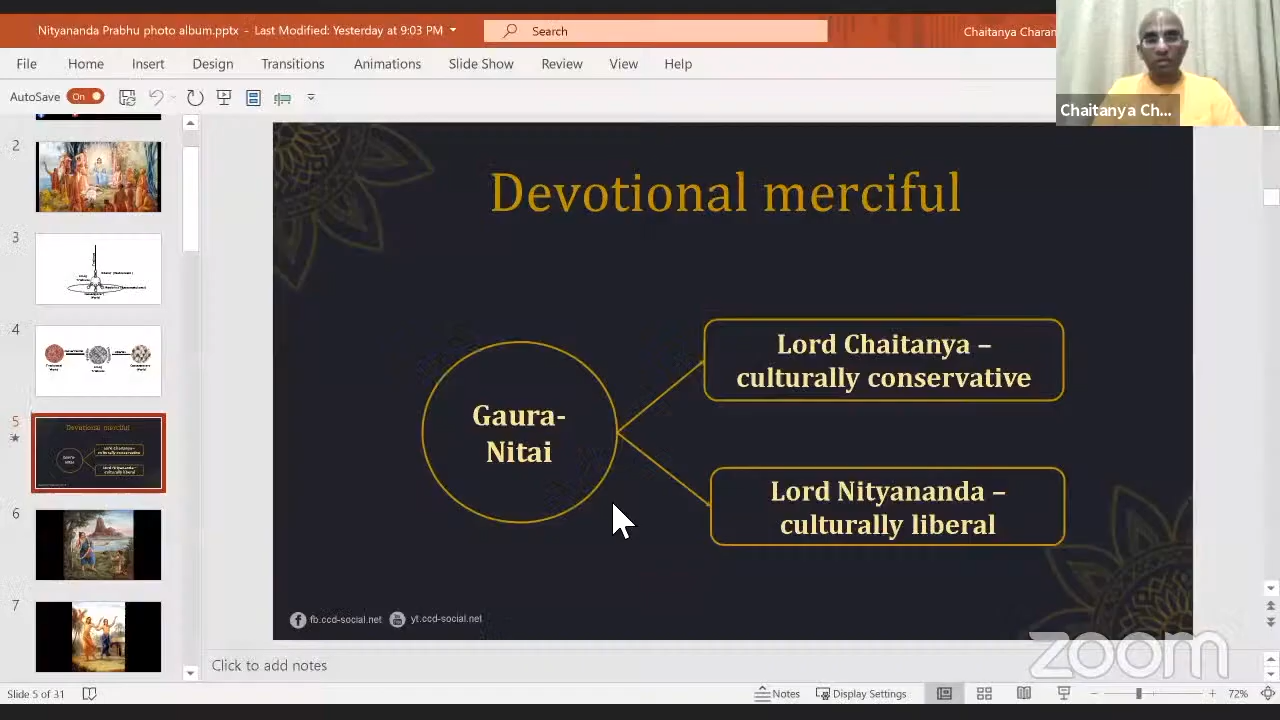 Nityananda Prabhu photo album.pptx - Last Modified: Yesterday at 9:03 PM
Search
Chaitanya Charan
File Home Insert Design Transitions Animations Slide Show Review View Help
AutoSave On
Chaitanya Ch...
2
3
4
5
6
7
Devotional merciful
Gaura-
Nitai
Lord Chaitanya –
culturally conservative
Lord Nityananda –
culturally liberal
fb.ccd-social.net yt.ccd-social.net
Click to add notes
zoom
Slide 5 of 31 Notes Display Settings 72%